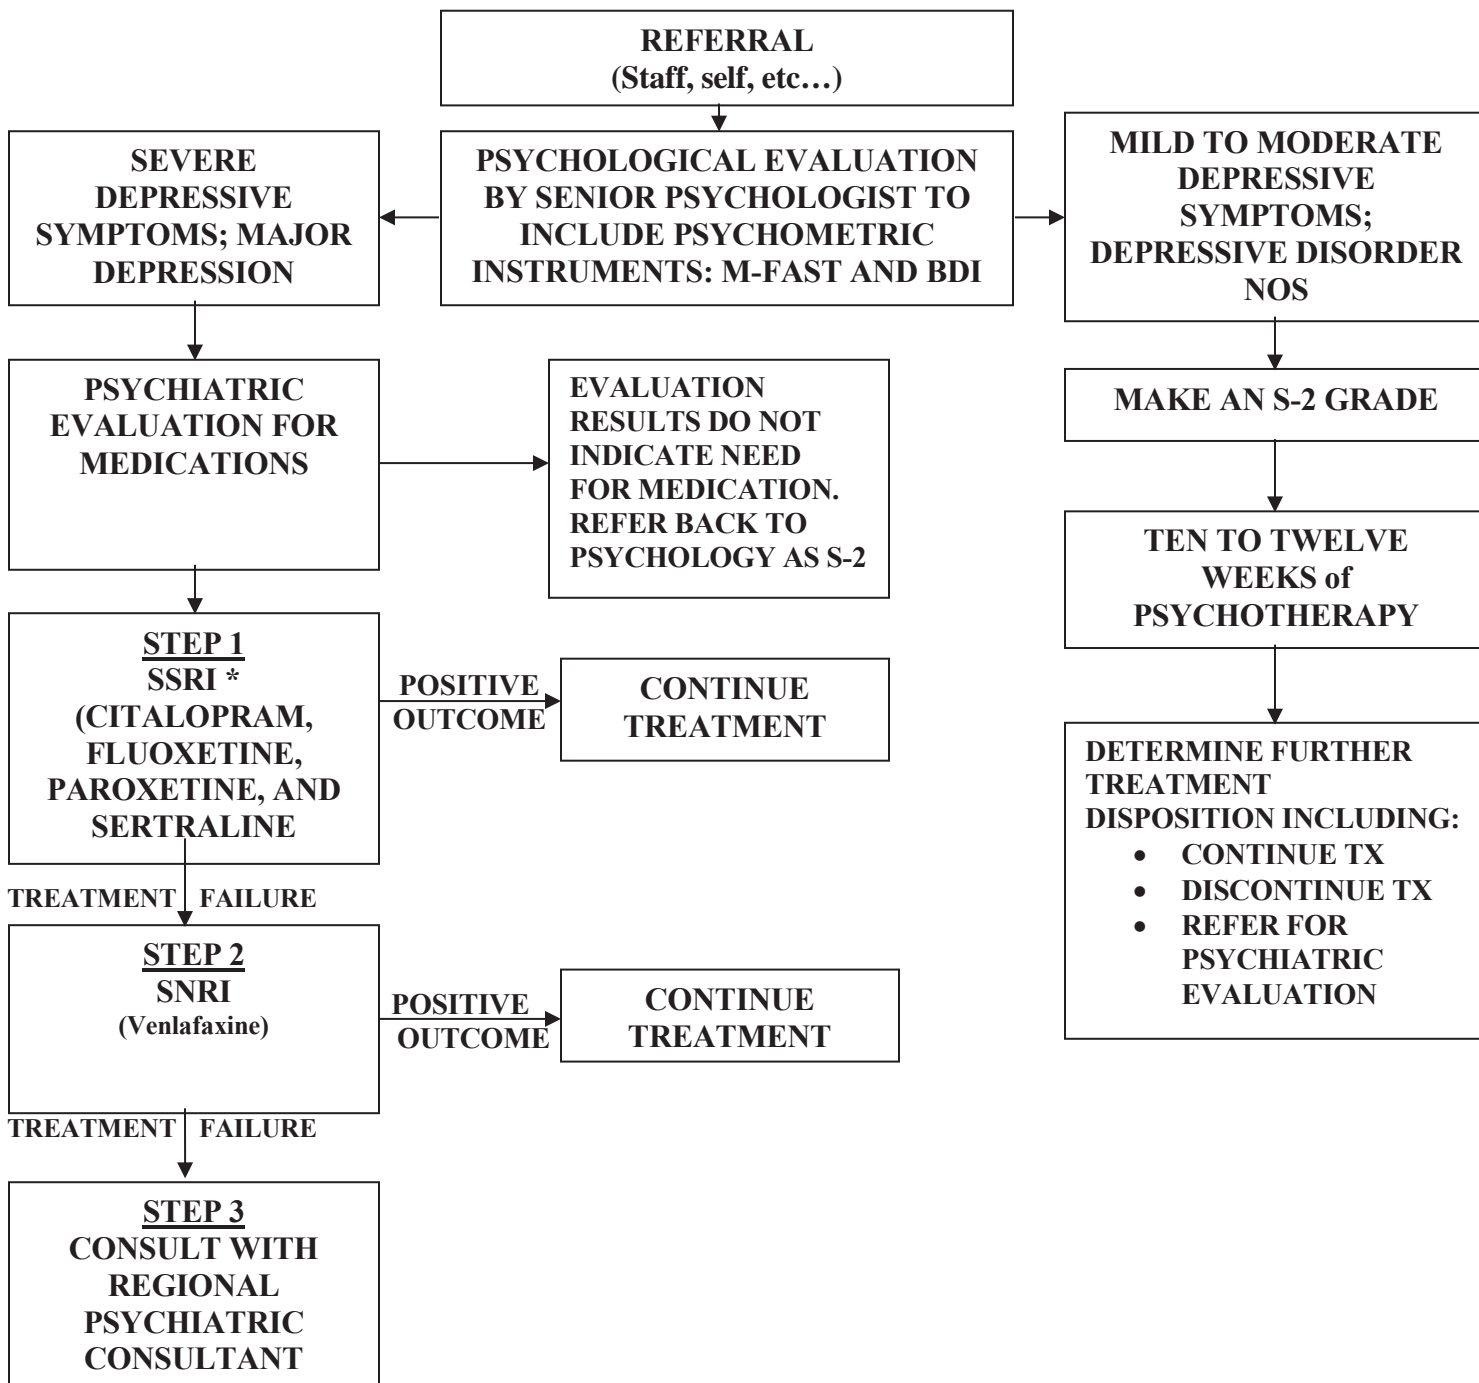 REFERRAL
(Staff, self, etc…)
SEVERE
DEPRESSIVE
SYMPTOMS; MAJOR
DEPRESSION
PSYCHOLOGICAL EVALUATION
BY SENIOR PSYCHOLOGIST TO
INCLUDE PSYCHOMETRIC
INSTRUMENTS: M-FAST AND BDI
MILD TO MODERATE
DEPRESSIVE
SYMPTOMS;
DEPRESSIVE DISORDER
NOS
PSYCHIATRIC
EVALUATION FOR
MEDICATIONS
EVALUATION
RESULTS DO NOT
INDICATE NEED
FOR MEDICATION.
REFER BACK TO
PSYCHOLOGY AS S-2
MAKE AN S-2 GRADE
TEN TO TWELVE
WEEKS of
PSYCHOTHERAPY
STEP 1
SSRI *
(CITALOPRAM,
FLUOXETINE,
PAROXETINE, AND
SERTRALINE
POSITIVE
OUTCOME
CONTINUE
TREATMENT
DETERMINE FURTHER
TREATMENT
DISPOSITION INCLUDING:
• CONTINUE TX
• DISCONTINUE TX
• REFER FOR
PSYCHIATRIC
EVALUATION
TREATMENT FAILURE
STEP 2
SNRI
(Venlafaxine)
POSITIVE
OUTCOME
CONTINUE
TREATMENT
TREATMENT FAILURE
STEP 3
CONSULT WITH
REGIONAL
PSYCHIATRIC
CONSULTANT